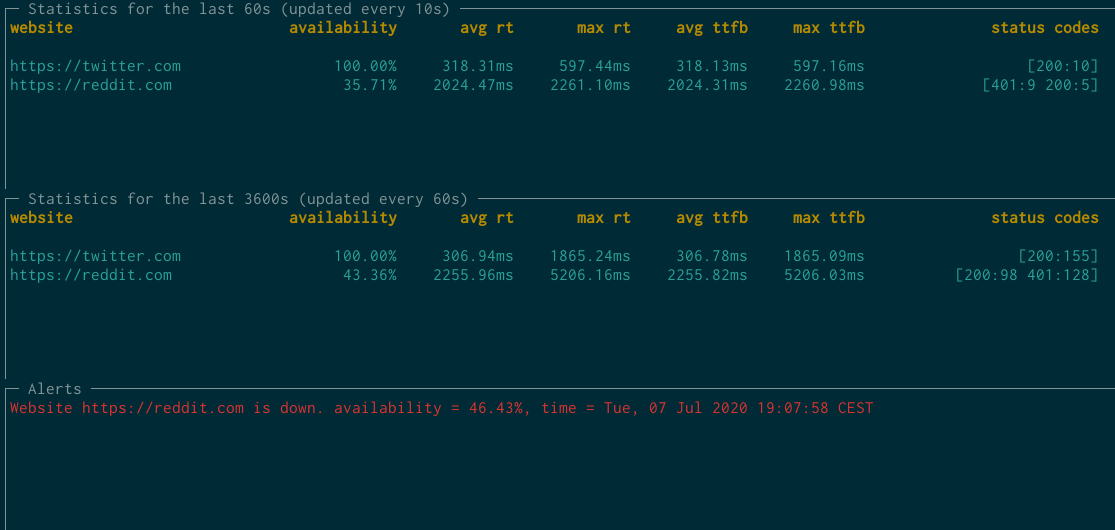 Statistics for the last 60s (updated every 10s)
website availability avg rt max rt avg ttfb max ttfb status codes
https://twitter.com 100.00% 318.31ms 597.44ms 318.13ms 597.16ms [200:10]
https://reddit.com 35.71% 2024.47ms 2261.10ms 2024.31ms 2260.98ms [401:9 200:5]
Statistics for the last 3600s (updated every 60s)
website availability avg rt max rt avg ttfb max ttfb status codes
https://twitter.com 100.00% 306.94ms 1865.24ms 306.78ms 1865.09ms [200:155]
https://reddit.com 43.36% 2255.96ms 5206.16ms 2255.82ms 5206.03ms [200:98 401:128]
Alerts
Website https://reddit.com is down. availability = 46.43%, time = Tue, 07 Jul 2020 19:07:58 CEST